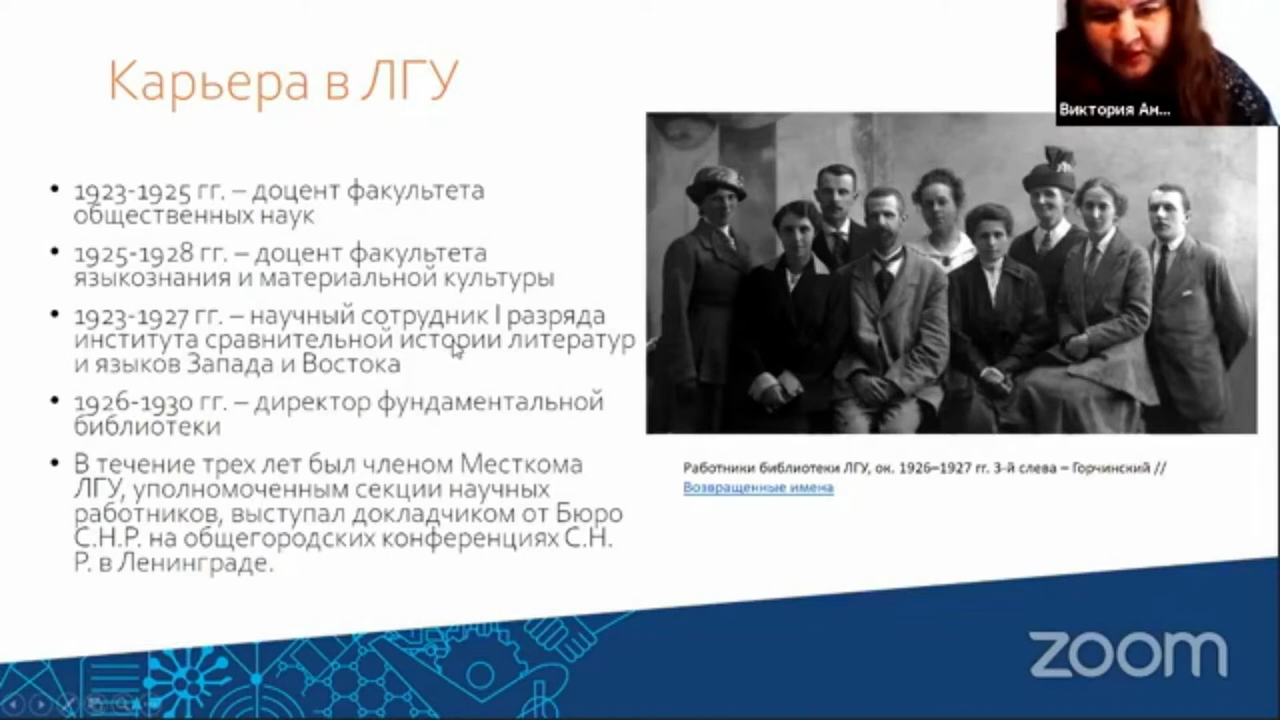 Карьера в ЛГУ
Виктория Ан...
• 1923-1925 гг. – доцент факультета
общественных наук
• 1925-1928 гг. – доцент факультета
языкознания и материальной культуры
• 1923-1927 гг. – научный сотрудник I разряда
института сравнительной истории литератур
и языков Запада и Востока
• 1926-1930 гг. – директор фундаментальной
библиотеки
• В течение трех лет был членом Месткома
ЛГУ, уполномоченным секции научных
работников, выступал докладчиком от Бюро
С.Н.Р. на общегородских конференциях С.Н.
Р. в Ленинграде.
Работники библиотеки ЛГУ, ок. 1926–1927 гг. 3-й слева – Горчинский //
Возвращенные имена
zoom